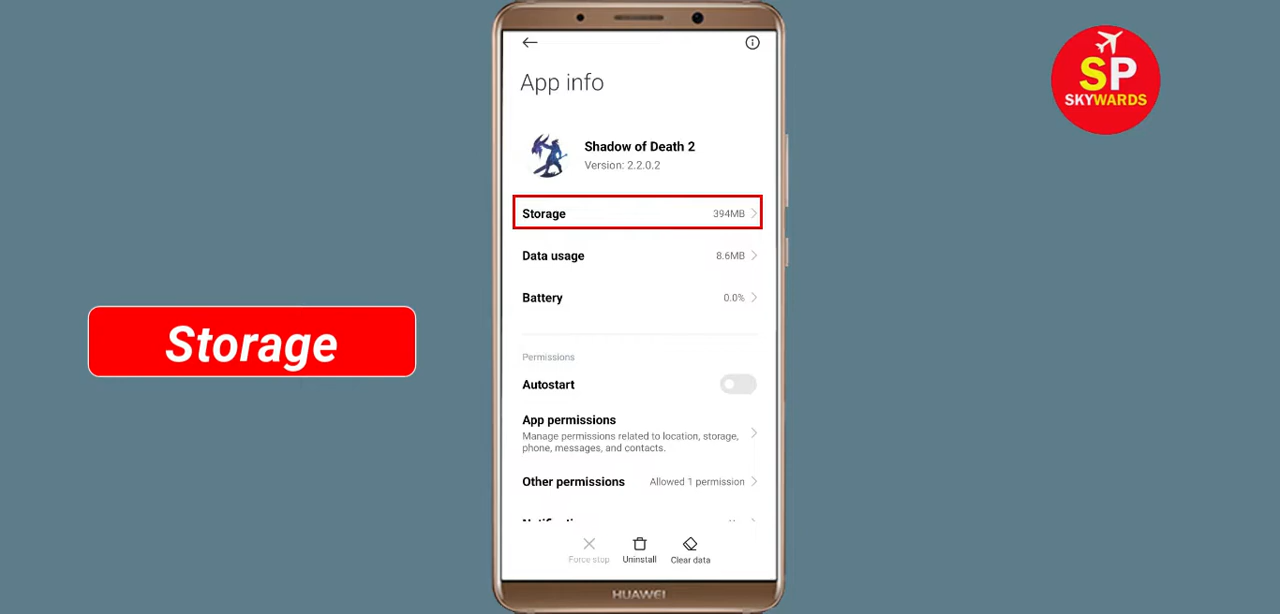 App info
Shadow of Death 2
Version: 2.2.0.2
Storage 394MB
Data usage 8.6MB
Battery 0.0%
Permissions
Autostart
App permissions
Manage permissions related to location, storage,
phone, messages, and contacts.
Other permissions Allowed 1 permission
Force stop Uninstall Clear data
HUAWEI
Storage
SP
SKYWARDS